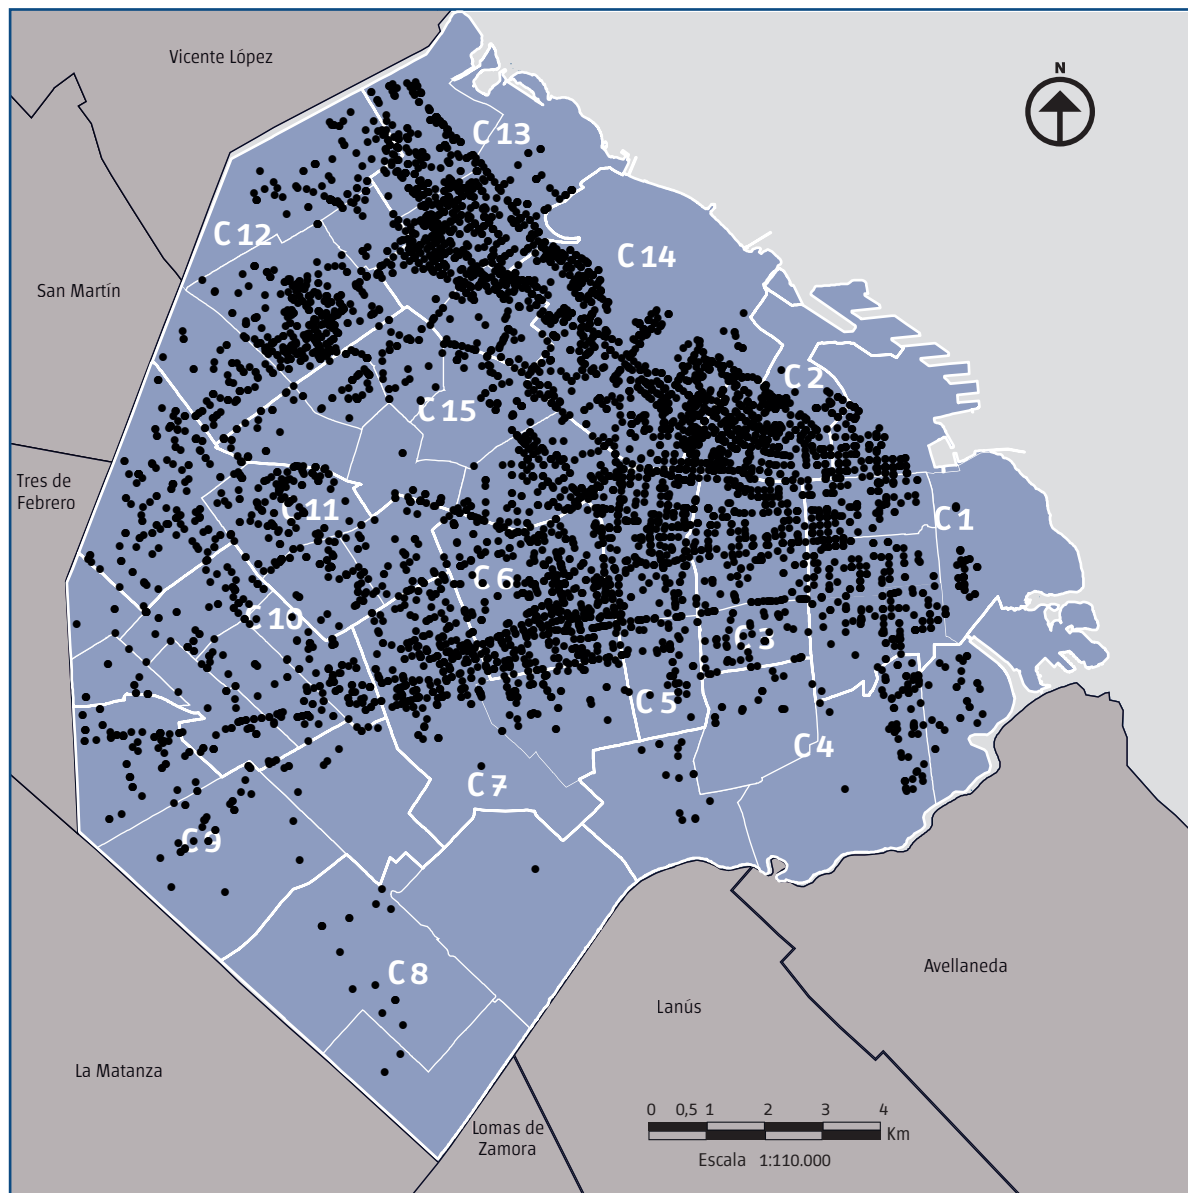 Vicente López
N
C 13
C 12
C 14
San Martín
C 2
C 15
Tres de
Febrero
C 11
C 1
C 6
C 10
C 3
C 5
C 4
C 7
C 9
C 8
Avellaneda
Lanús
La Matanza
Lomas de
Zamora
0 0,5 1 2 3 4
Km
Escala 1:110.000